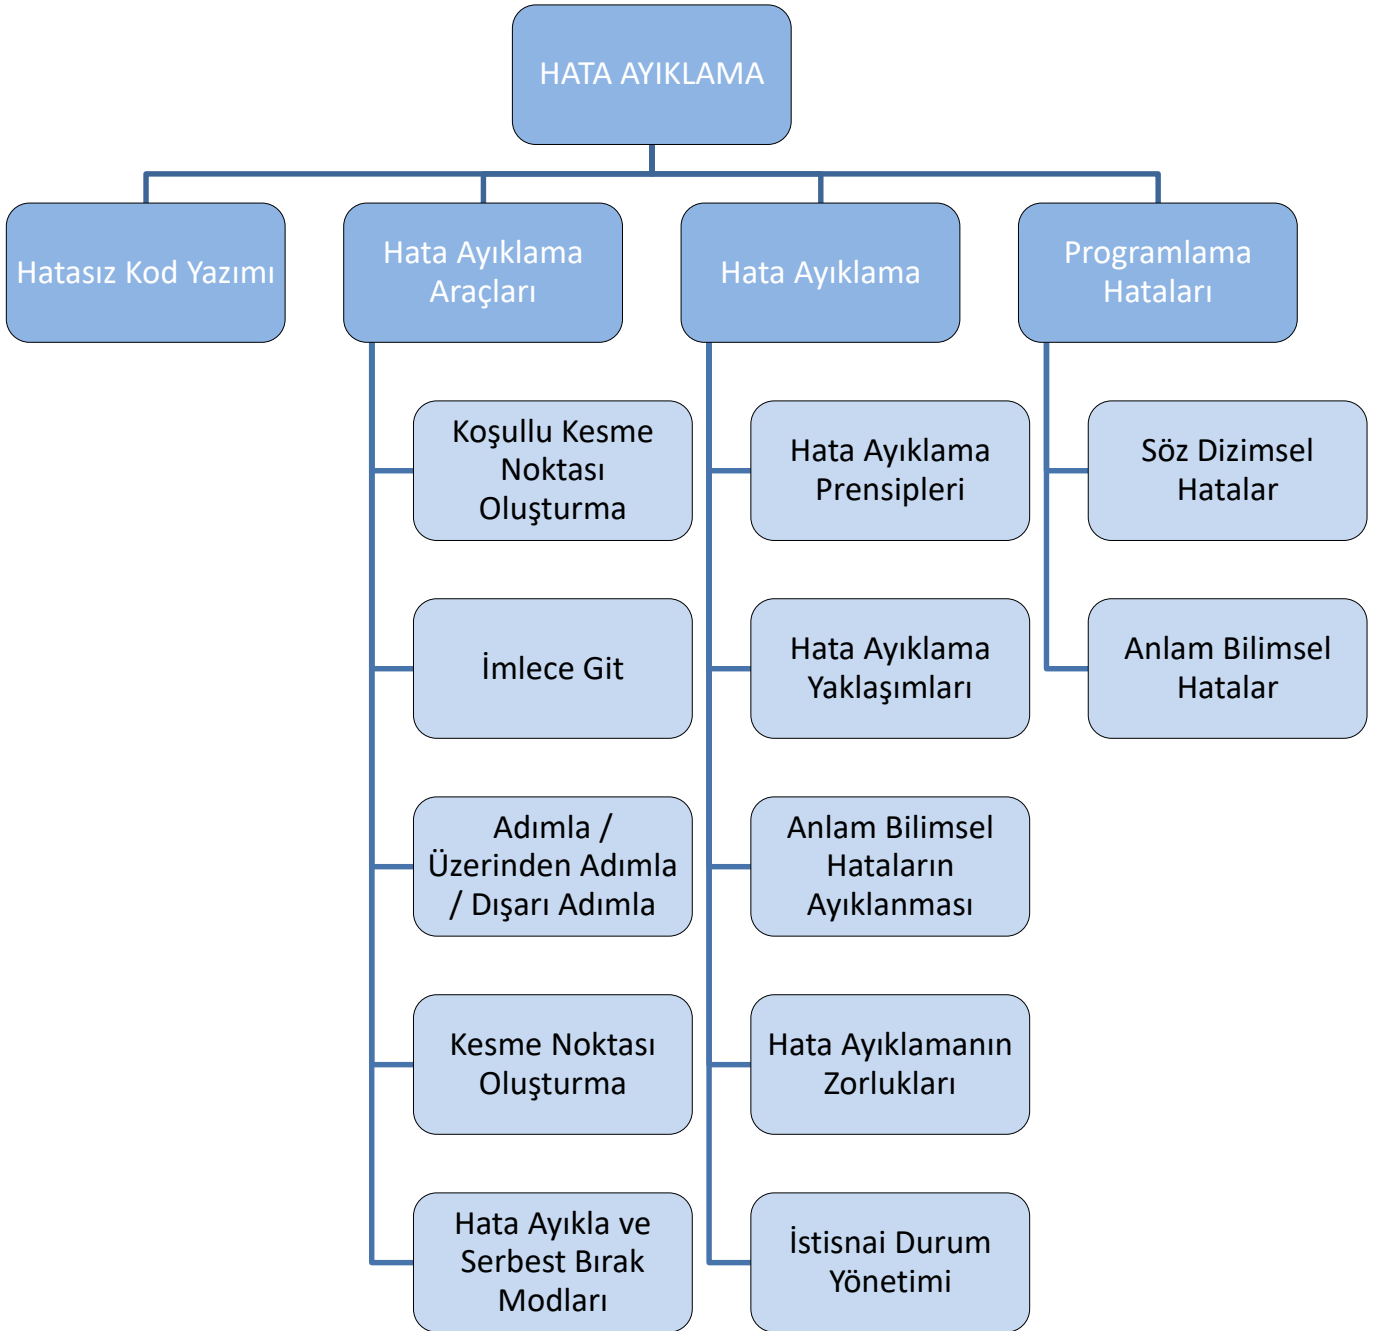 HATA AYIKLAMA
Hatasız Kod Yazımı
Hata Ayıklama
Araçları
Hata Ayıklama
Programlama
Hataları
Koşullu Kesme
Noktası
Oluşturma
İmlece Git
Adımla /
Üzerinden Adımla
/ Dışarı Adımla
Kesme Noktası
Oluşturma
Hata Ayıkla ve
Serbest Bırak
Modları
Hata Ayıklama
Prensipleri
Hata Ayıklama
Yaklaşımları
Anlam Bilimsel
Hataların
Ayıklanması
Hata Ayıklamanın
Zorlukları
İstisnai Durum
Yönetimi
Söz Dizimsel
Hatalar
Anlam Bilimsel
Hatalar